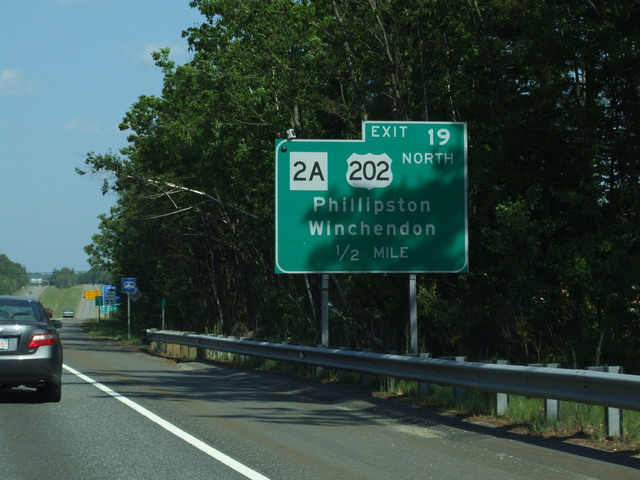 EXIT 19
2A 202 NORTH
Phillipston
Winchendon
1/2 MILE